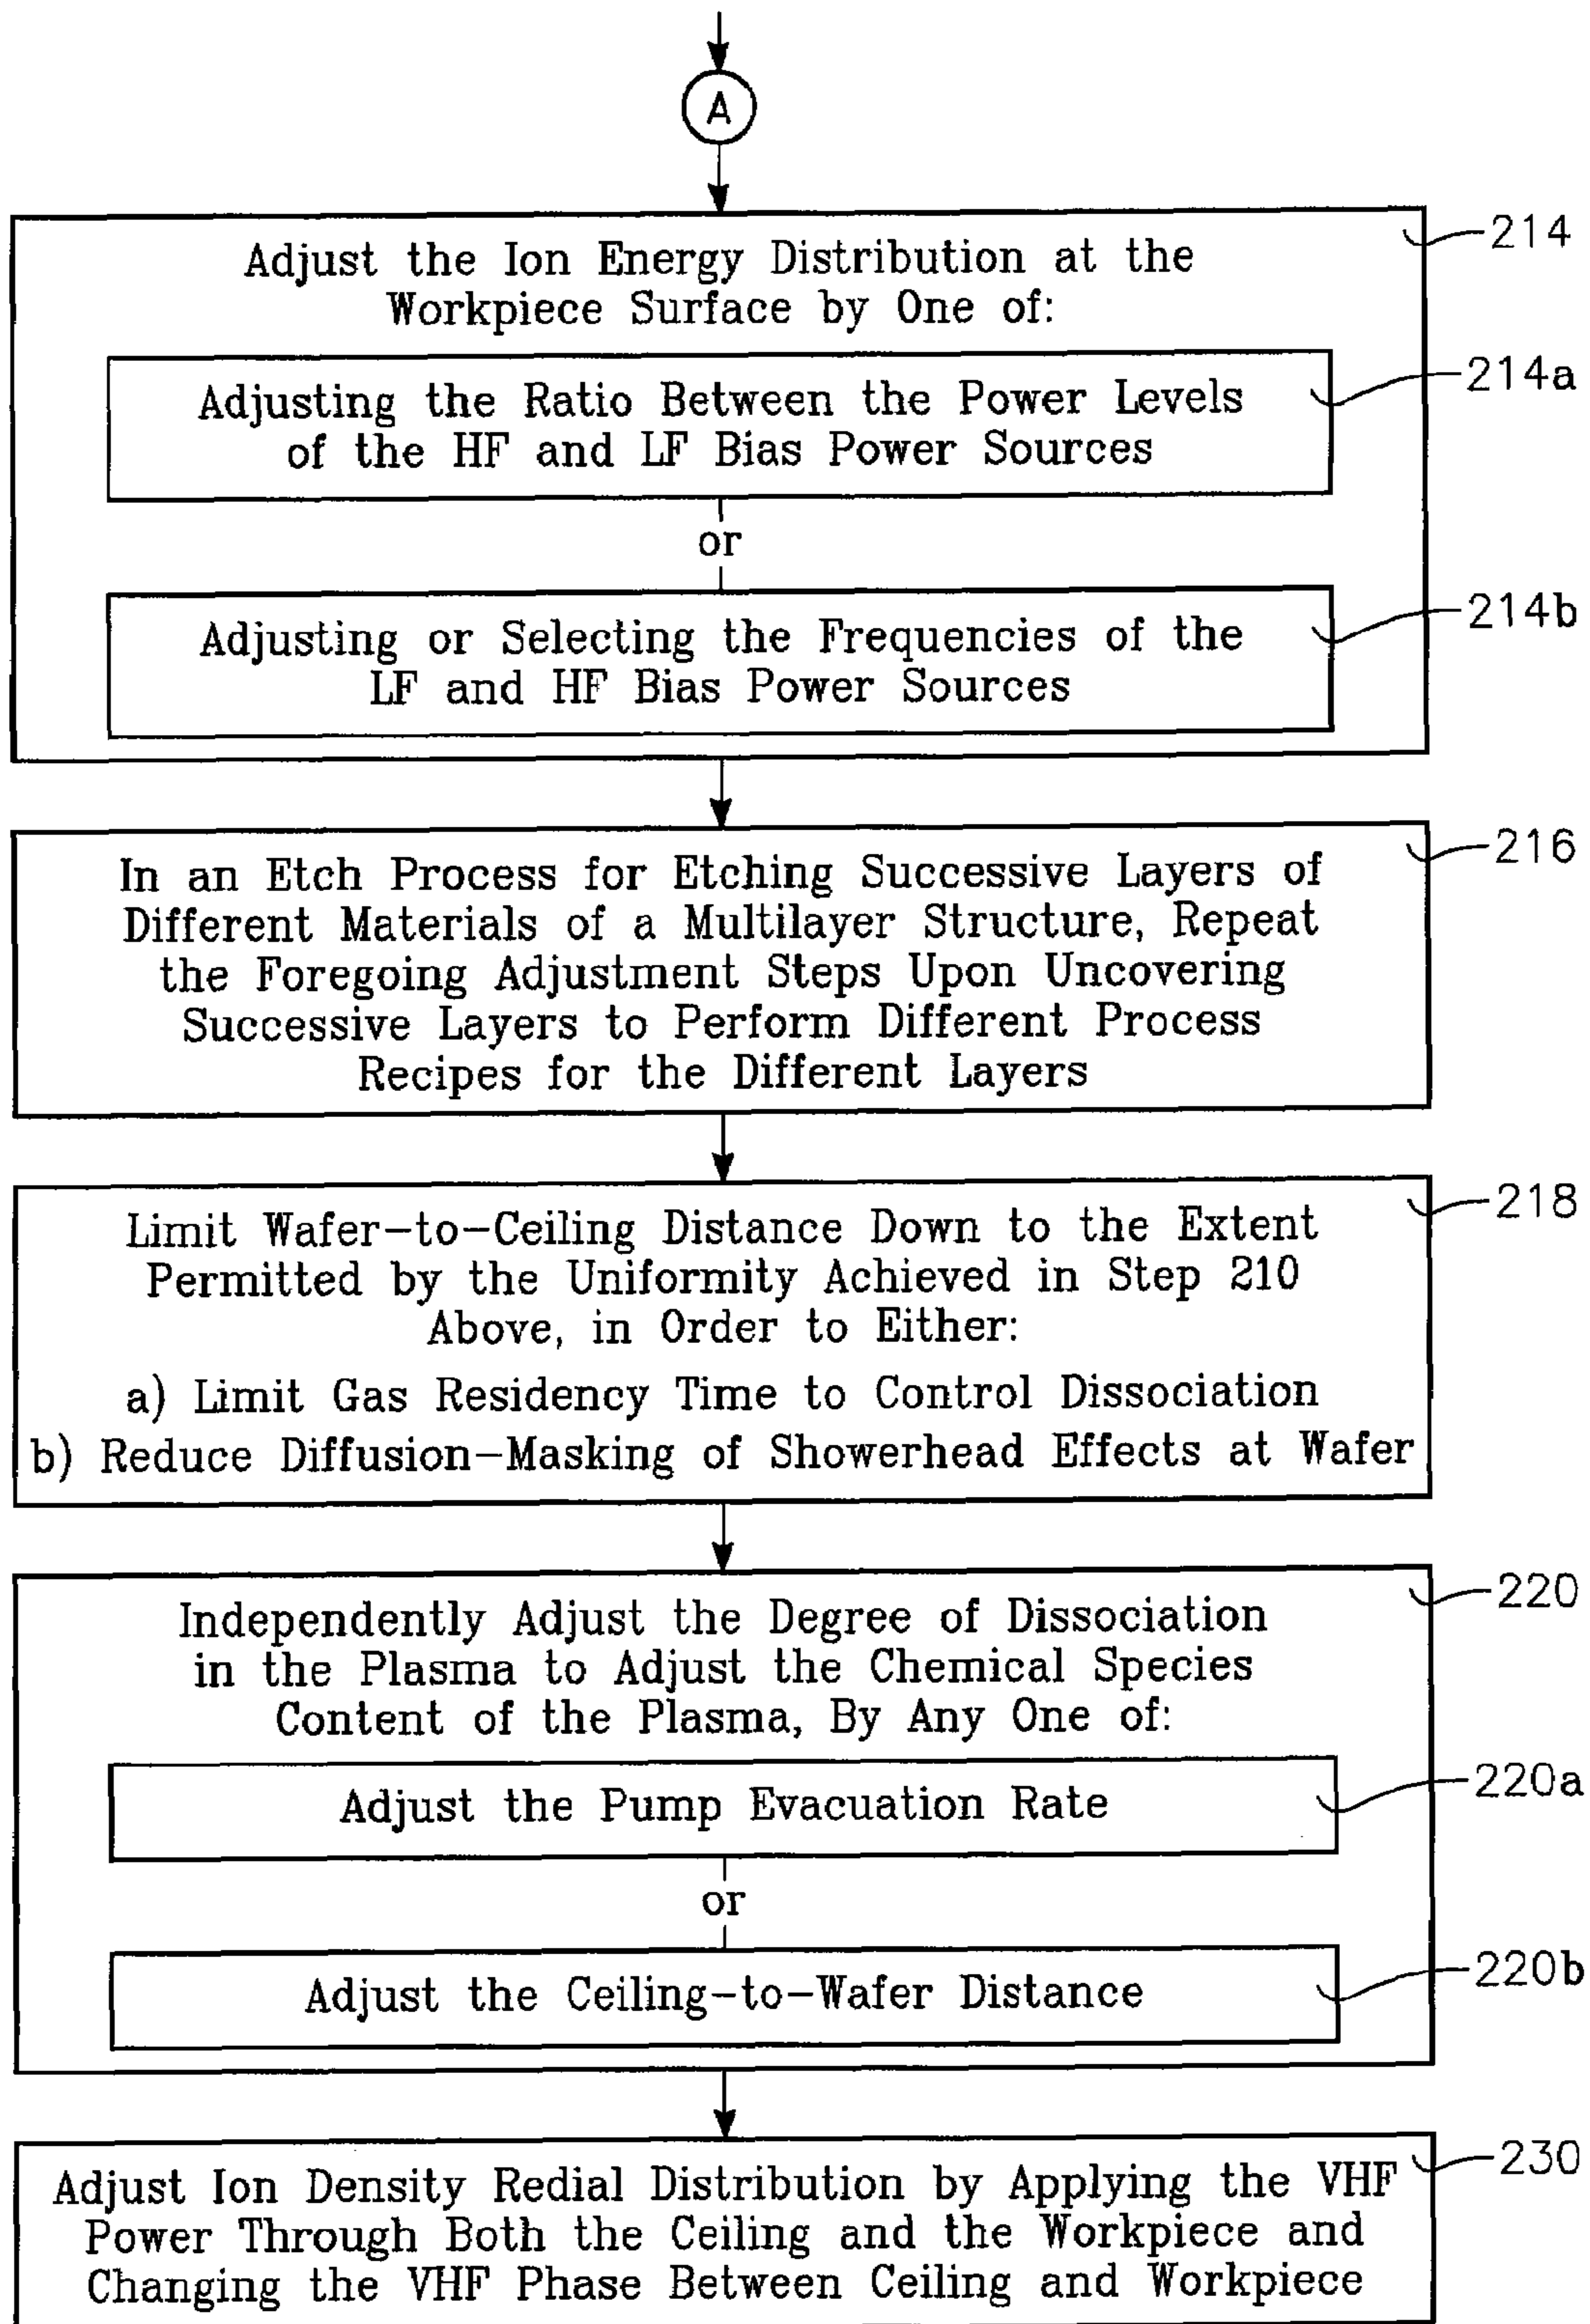 A
Adjust the Ion Energy Distribution at the
Workpiece Surface by One of:
214
Adjusting the Ratio Between the Power Levels
of the HF and LF Bias Power Sources
214a
or
Adjusting or Selecting the Frequencies of the
LF and HF Bias Power Sources
214b
In an Etch Process for Etching Successive Layers of
Different Materials of a Multilayer Structure, Repeat
the Foregoing Adjustment Steps Upon Uncovering
Successive Layers to Perform Different Process
Recipes for the Different Layers
216
Limit Wafer-to-Ceiling Distance Down to the Extent
Permitted by the Uniformity Achieved in Step 210
Above, in Order to Either:
a) Limit Gas Residency Time to Control Dissociation
b) Reduce Diffusion-Masking of Showerhead Effects at Wafer
218
Independently Adjust the Degree of Dissociation
in the Plasma to Adjust the Chemical Species
Content of the Plasma, By Any One of:
220
Adjust the Pump Evacuation Rate
220a
or
Adjust the Ceiling-to-Wafer Distance
220b
Adjust Ion Density Redial Distribution by Applying the VHF
Power Through Both the Ceiling and the Workpiece and
Changing the VHF Phase Between Ceiling and Workpiece
230